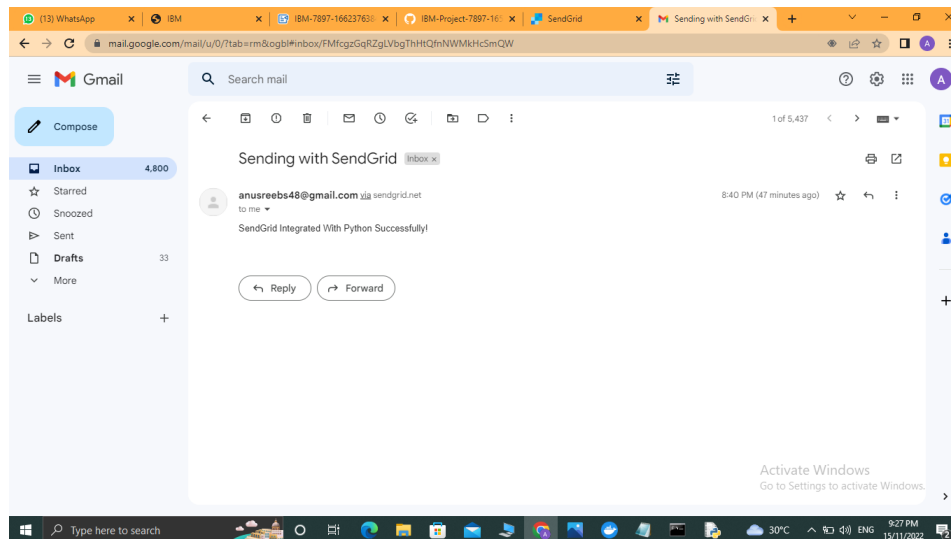 (13) WhatsApp
IBM
IBM-7897-16623763
IBM-Project-7897-16
SendGrid
Sending with SendGri
mail.google.com/mail/u/0/?tab=rm&ogbl#inbox/FMfcgzGqRZgLVbgThHtQfnNWMkHcSmQW
A
Gmail
Search mail
A
Compose
1 of 5,437
31
Inbox 4,800
Starred
Snoozed
Sent
Drafts 33
More
Labels
Sending with SendGrid Inbox x
anusreebs48@gmail.com via sendgrid.net
8:40 PM (47 minutes ago)
to me
SendGrid Integrated With Python Successfully!
Reply
Forward
Activate Windows
Go to Settings to activate Windows.
Type here to search
30°C
ENG
9:27 PM
15/11/2022